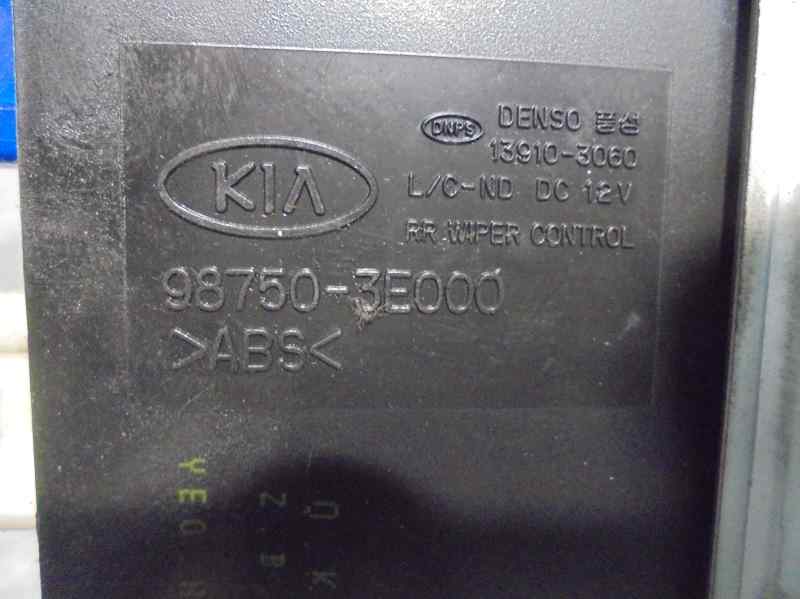 DNPS DENSO 풍성
13910-3060
KIA
L/C-ND DC 12V
RR WIPER CONTROL
98750-3E000
>ABS<
O K
Z.P